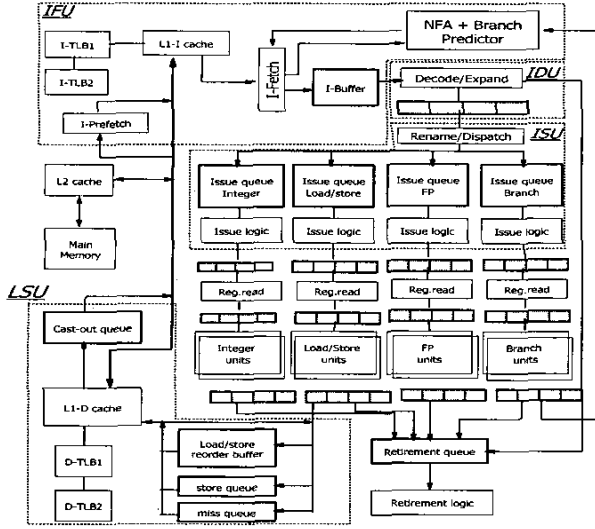 IFU
I-TLB1
L1-I cache
NFA + Branch
Predictor
I-Fetch
I-TLB2
I-Buffer
Decode/Expand
IDU
I-Prefetch
Rename/Dispatch
ISU
L2 cache
Issue queue
Integer
Issue queue
Load/store
Issue queue
FP
Issue queue
Branch
Main
Memory
Issue logic
Issue logic
Issue logic
Issue logic
LSU
Reg.read
Reg.read
Reg.read
Reg.read
Cast-out queue
Integer
units
Load/Store
units
FP
units
Branch
units
L1-D cache
D-TLB1
Load/store
reorder buffer
Retirement queue
store queue
D-TLB2
miss queue
Retirement logic